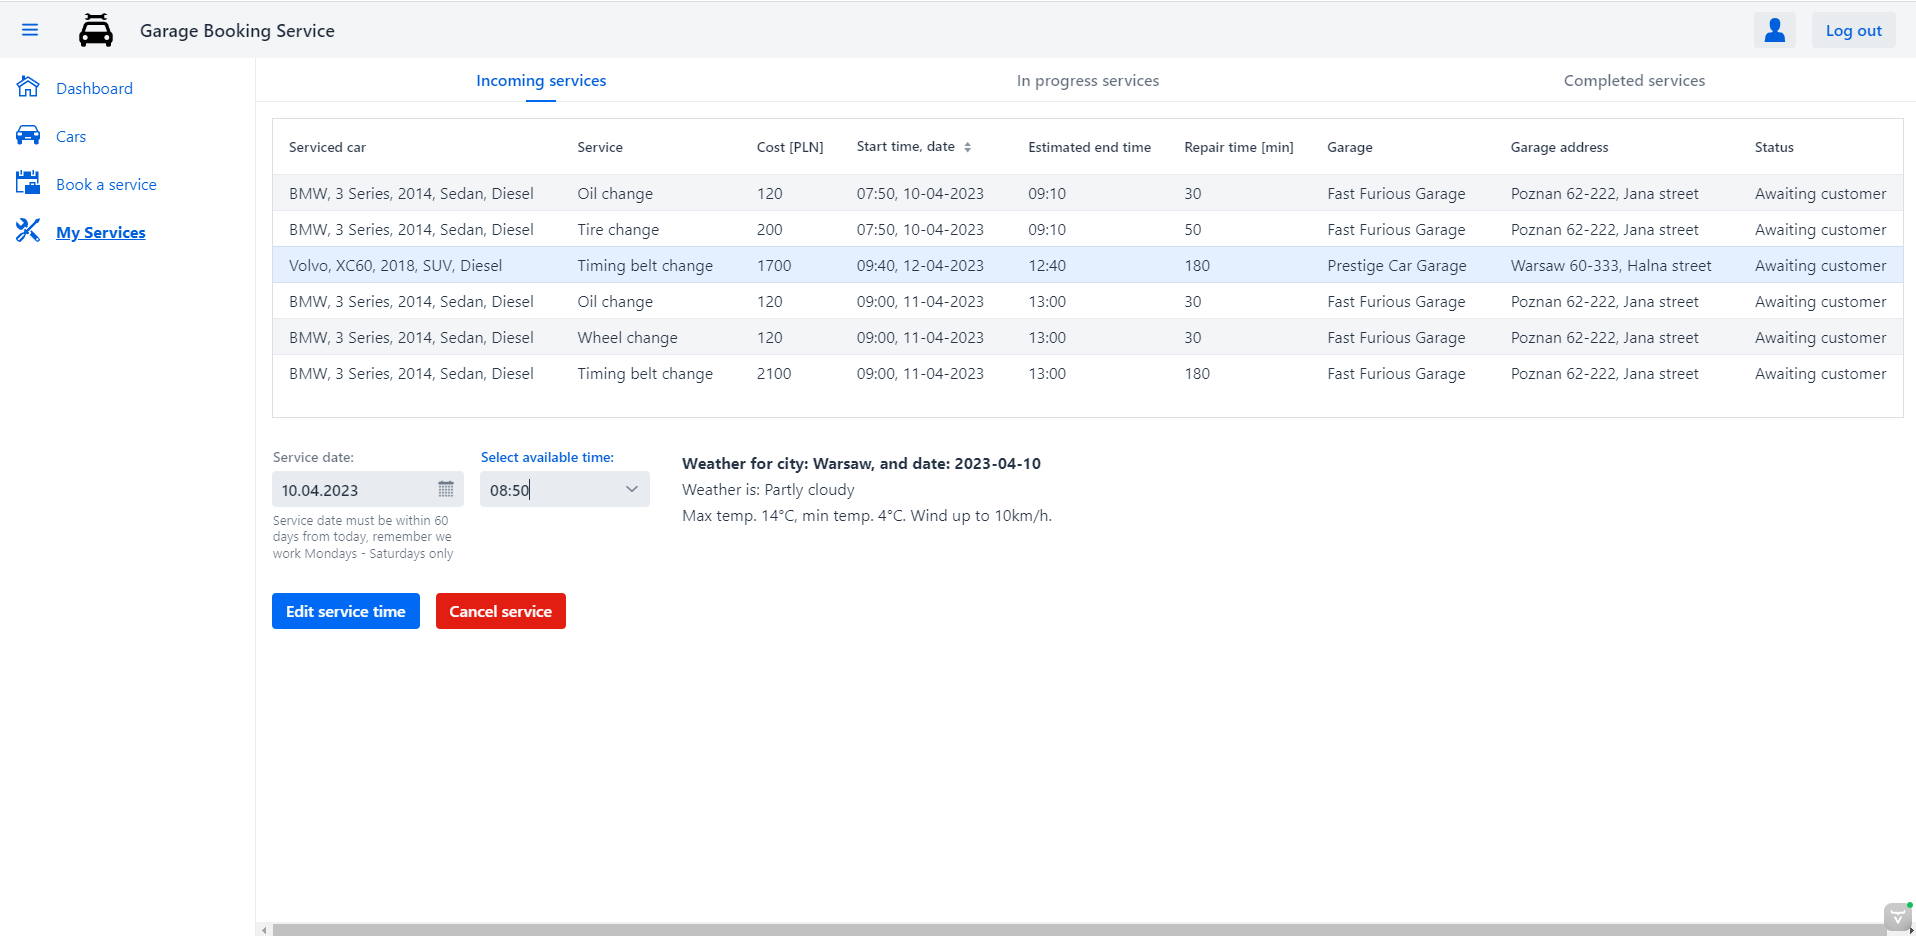 Garage Booking Service
Log out
Dashboard
Cars
Book a service
My Services
Incoming services In progress services Completed services
Serviced car Service Cost [PLN] Start time, date Estimated end time Repair time [min] Garage Garage address Status
BMW, 3 Series, 2014, Sedan, Diesel Oil change 120 07:50, 10-04-2023 09:10 30 Fast Furious Garage Poznan 62-222, Jana street Awaiting customer
BMW, 3 Series, 2014, Sedan, Diesel Tire change 200 07:50, 10-04-2023 09:10 50 Fast Furious Garage Poznan 62-222, Jana street Awaiting customer
Volvo, XC60, 2018, SUV, Diesel Timing belt change 1700 09:40, 12-04-2023 12:40 180 Prestige Car Garage Warsaw 60-333, Halna street Awaiting customer
BMW, 3 Series, 2014, Sedan, Diesel Oil change 120 09:00, 11-04-2023 13:00 30 Fast Furious Garage Poznan 62-222, Jana street Awaiting customer
BMW, 3 Series, 2014, Sedan, Diesel Wheel change 120 09:00, 11-04-2023 13:00 30 Fast Furious Garage Poznan 62-222, Jana street Awaiting customer
BMW, 3 Series, 2014, Sedan, Diesel Timing belt change 2100 09:00, 11-04-2023 13:00 180 Fast Furious Garage Poznan 62-222, Jana street Awaiting customer
Service date:
10.04.2023
Service date must be within 60
days from today, remember we
work Mondays - Saturdays only
Select available time:
08:50
Weather for city: Warsaw, and date: 2023-04-10
Weather is: Partly cloudy
Max temp. 14°C, min temp. 4°C. Wind up to 10km/h.
Edit service time Cancel service